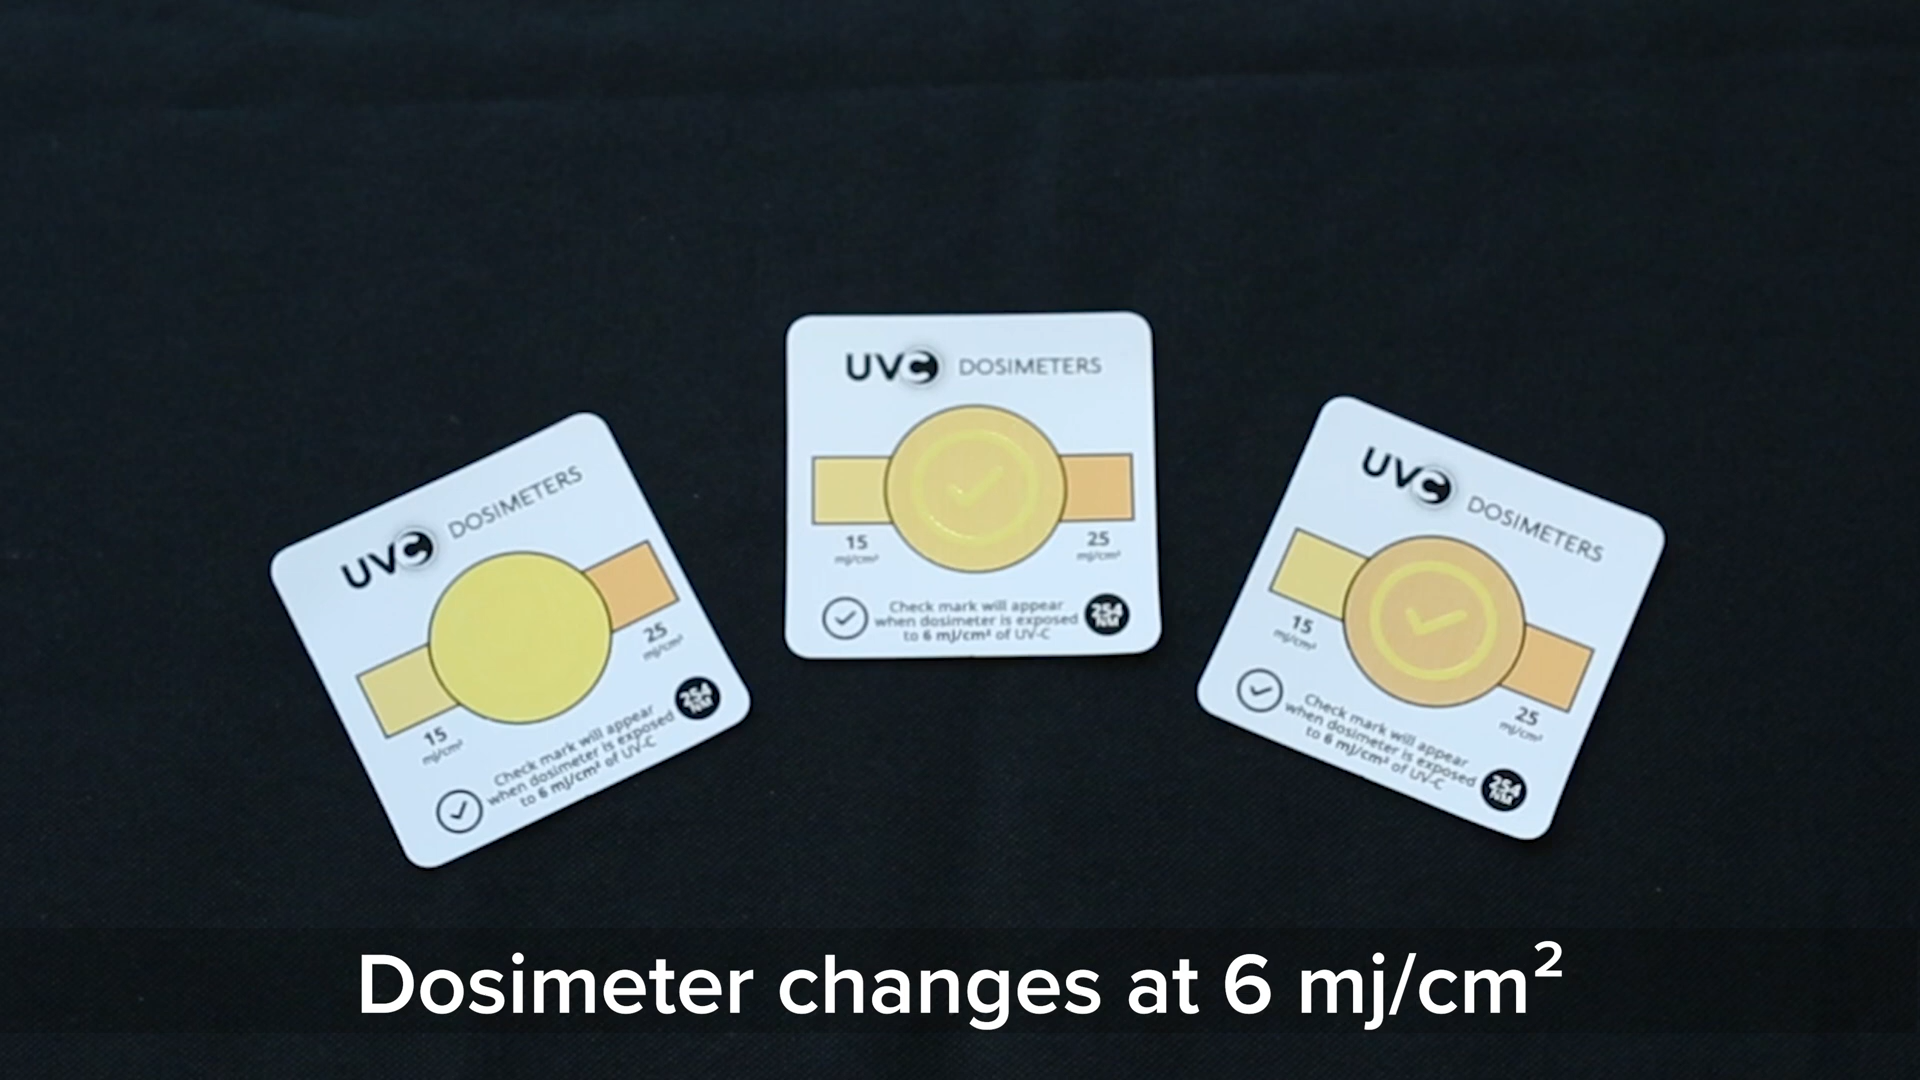 UVC DOSIMETERS
15
mJ/cm²
25
mJ/cm²
Check mark will appear
when dosimeter is exposed
to 6 mJ/cm² of UV-C
254
NM
UVC DOSIMETERS
15
mJ/cm²
25
mJ/cm²
Check mark will appear
when dosimeter is exposed
to 6 mJ/cm² of UV-C
254
NM
UVC DOSIMETERS
15
mJ/cm²
25
mJ/cm²
Check mark will appear
when dosimeter is exposed
to 6 mJ/cm² of UV-C
254
NM
Dosimeter changes at 6 mj/cm²